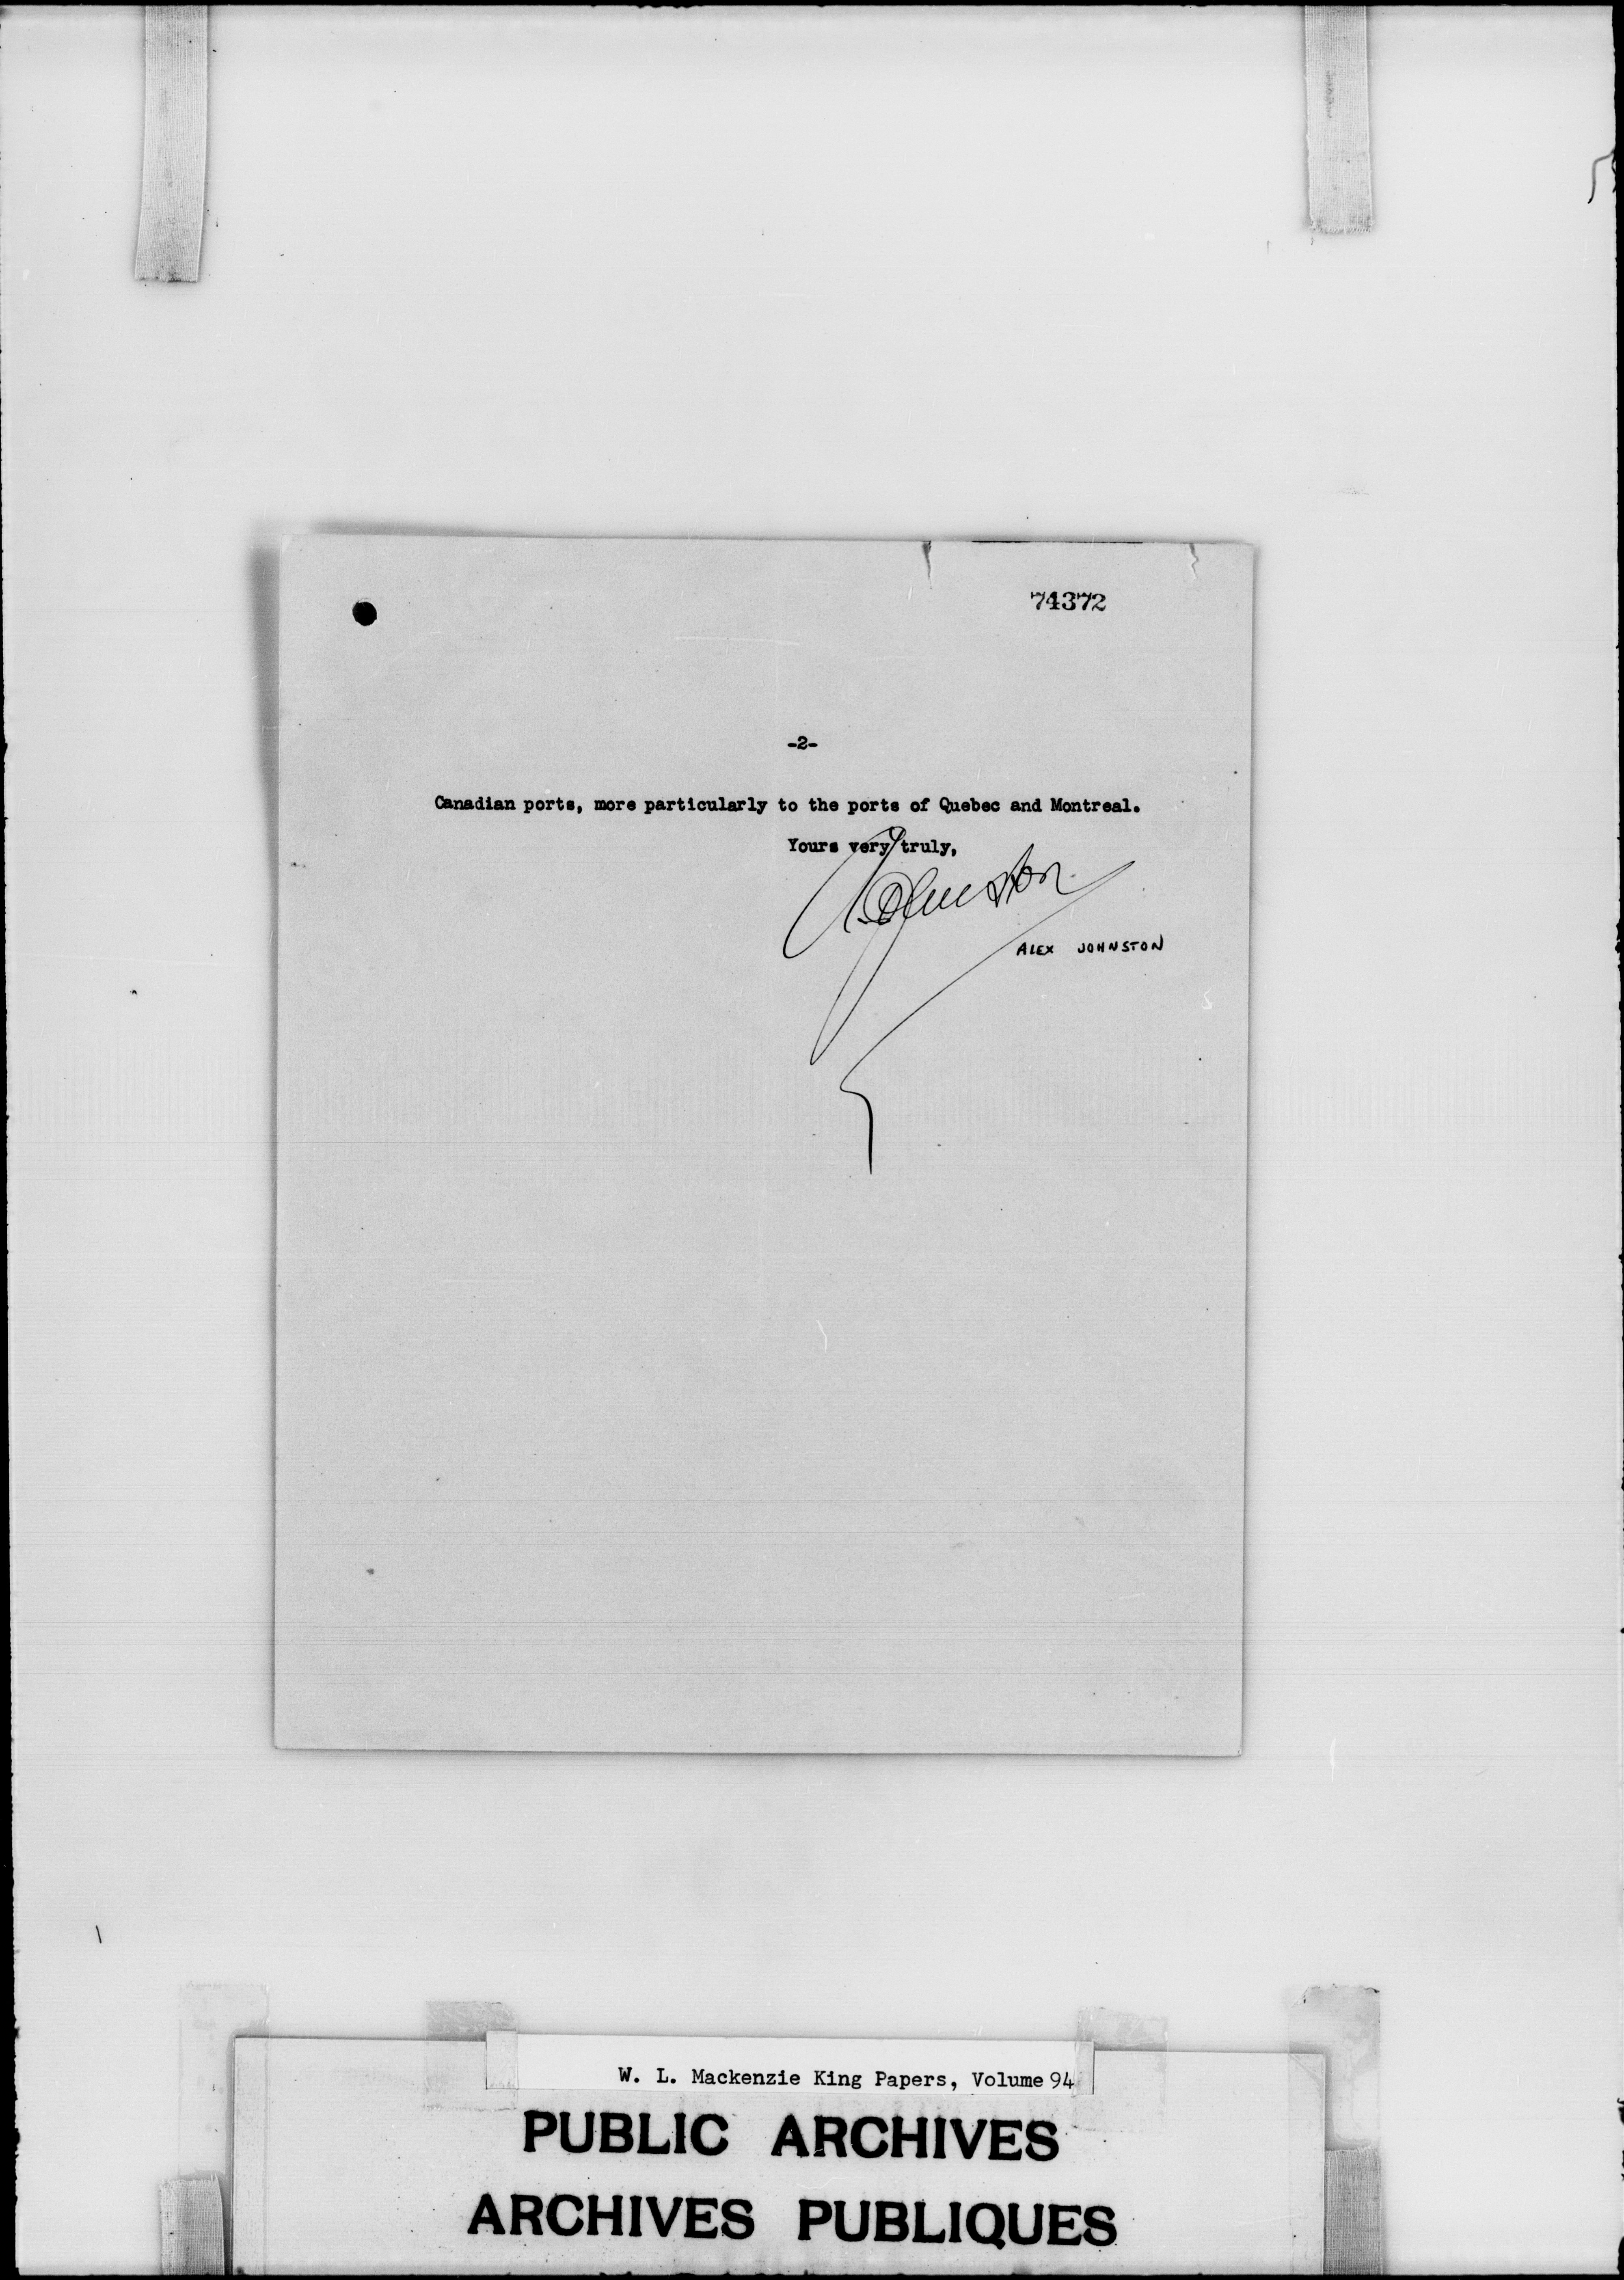 74372
-2-
Canadian ports, more particularly to the ports of Quebec and Montreal.
Yours very truly,
Johnston
ALEX JOHNSTON
W. L. Mackenzie King Papers, Volume 94
PUBLIC ARCHIVES
ARCHIVES PUBLIQUES